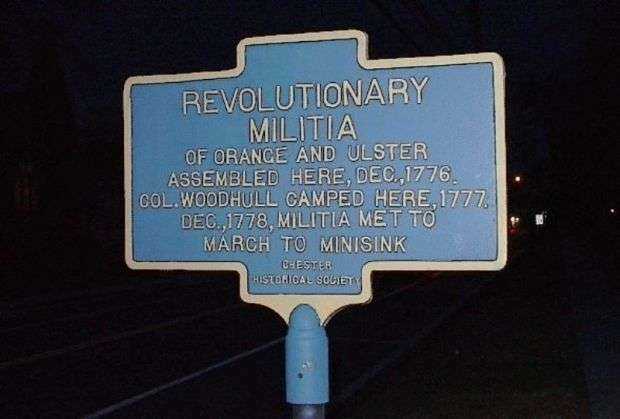 REVOLUTIONARY
MILITIA
OF ORANGE AND ULSTER
ASSEMBLED HERE, DEC., 1776.
COL. WOODHULL CAMPED HERE, 1777.
DEC., 1778, MILITIA MET TO
MARCH TO MINISINK
CHESTER
HISTORICAL SOCIETY